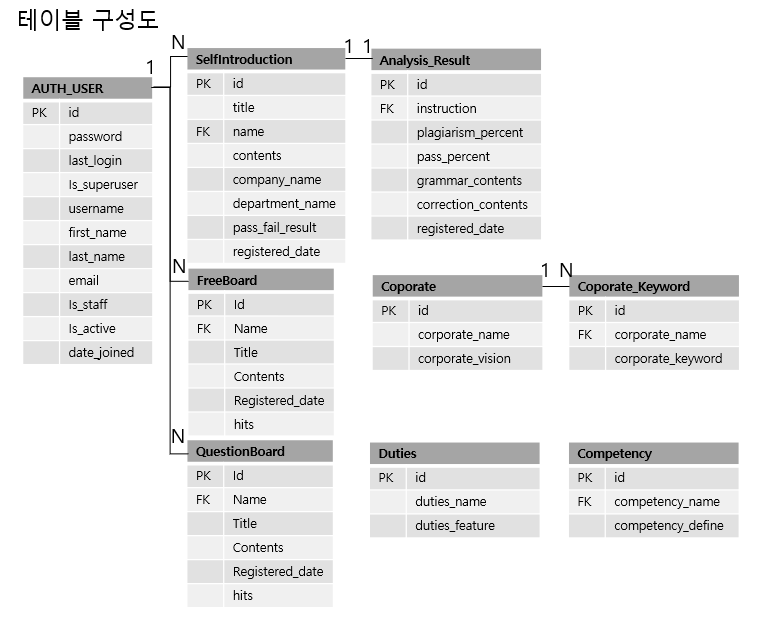 테이블 구성도
AUTH_USER
PK id
password
last_login
Is_superuser
username
first_name
last_name
email
Is_staff
Is_active
date_joined
1
N
SelfIntroduction
PK id
title
FK name
contents
company_name
department_name
pass_fail_result
registered_date
1 1
Analysis_Result
PK id
FK instruction
plagiarism_percent
pass_percent
grammar_contents
correction_contents
registered_date
N
FreeBoard
PK Id
FK Name
Title
Contents
Registered_date
hits
N
QuestionBoard
PK Id
FK Name
Title
Contents
Registered_date
hits
Coporate
PK id
corporate_name
corporate_vision
1 N
Coporate_Keyword
PK id
FK corporate_name
corporate_keyword
Duties
PK id
duties_name
duties_feature
Competency
PK id
FK competency_name
competency_define